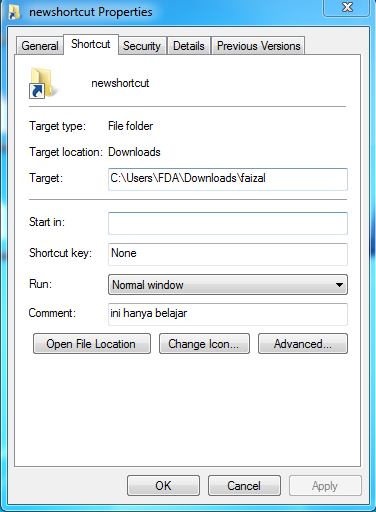 newshortcut Properties
General Shortcut Security Details Previous Versions
newshortcut
Target type: File folder
Target location: Downloads
Target: C:\Users\FDA\Downloads\faizal
Start in:
Shortcut key: None
Run: Normal window
Comment: ini hanya belajar
Open File Location Change Icon... Advanced...
OK Cancel Apply